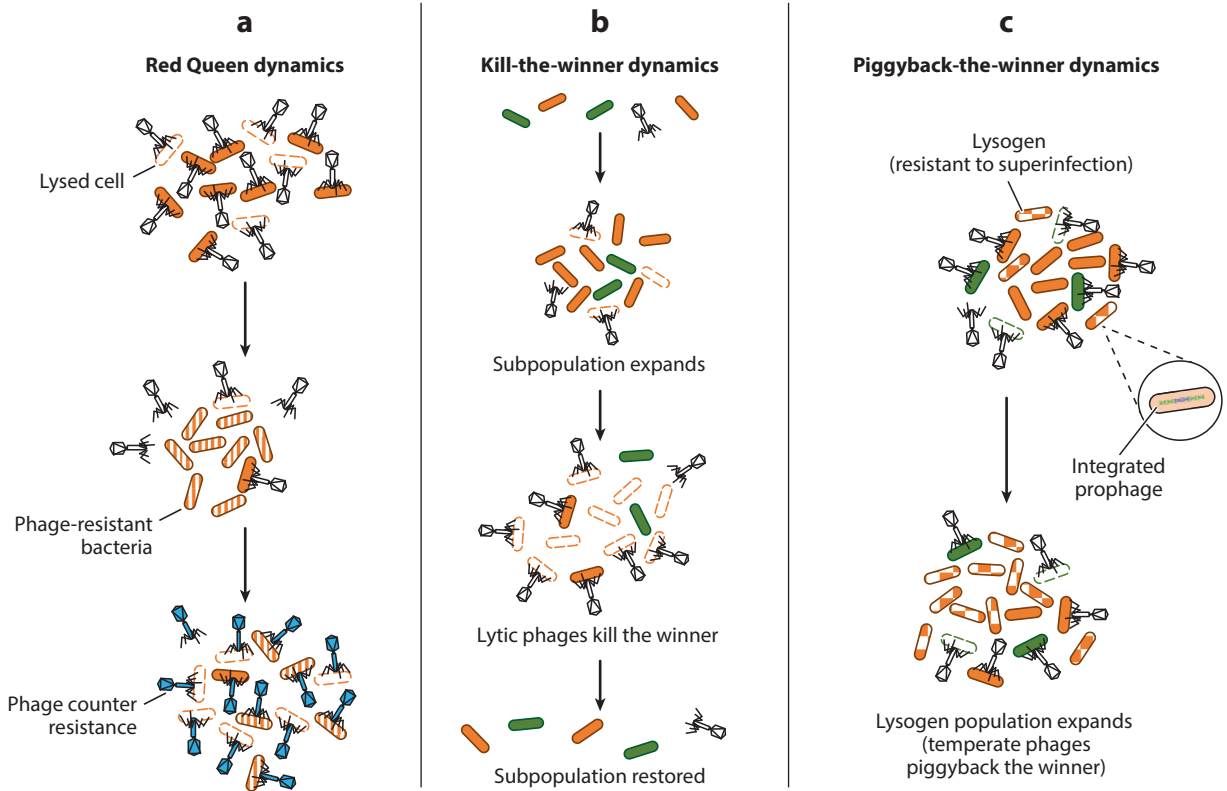 a
Red Queen dynamics
Lysed cell
Phage-resistant
bacteria
Phage counter
resistance
b
Kill-the-winner dynamics
Subpopulation expands
Lytic phages kill the winner
Subpopulation restored
c
Piggyback-the-winner dynamics
Lysogen
(resistant to superinfection)
Integrated
prophage
Lysogen population expands
(temperate phages
piggyback the winner)